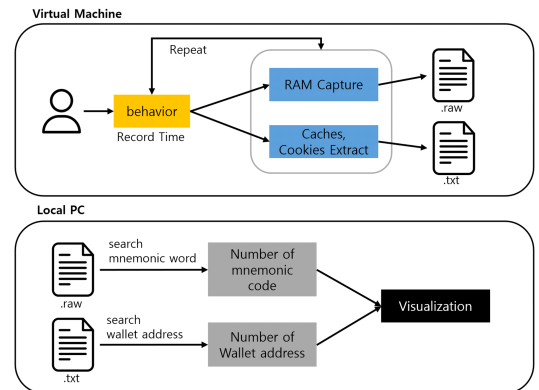 Virtual Machine
Repeat
behavior
Record Time
RAM Capture
Caches,
Cookies Extract
.raw
.txt
Local PC
search
mnemonic word
.raw
Number of
mnemonic
code
Visualization
search
wallet address
.txt
Number of
Wallet address